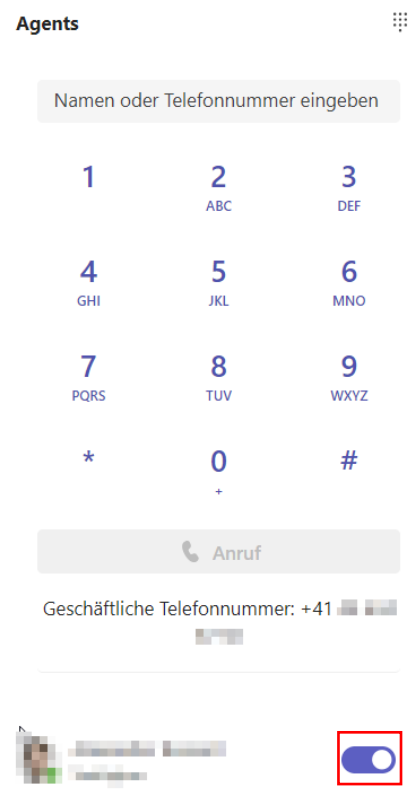 Agents
Namen oder Telefonnummer eingeben
1 2 3
ABC DEF
4 5 6
GHI JKL MNO
7 8 9
PQRS TUV WXYZ
* 0 #
+
Anruf
Geschäftliche Telefonnummer: +41